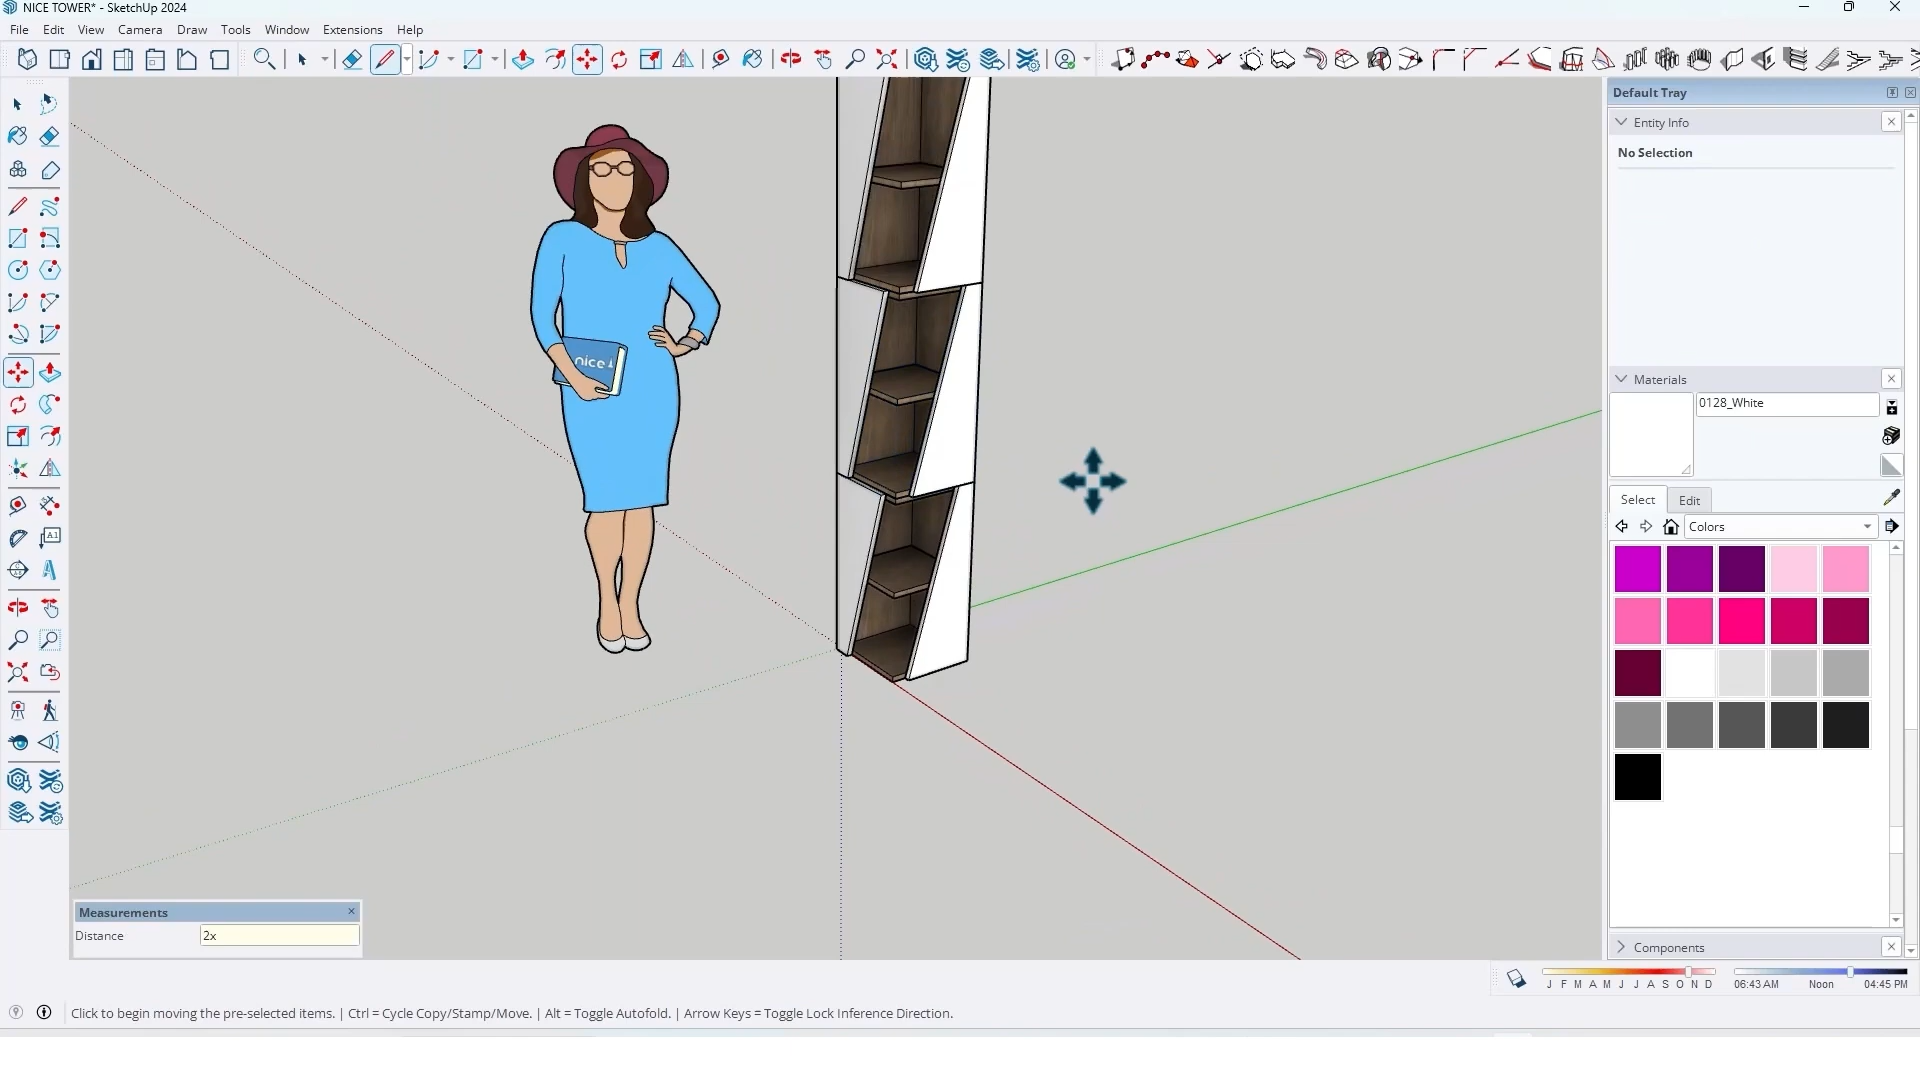 NICE TOWER* - SketchUp 2024
File Edit View Camera Draw Tools Window Extensions Help
Default Tray
Entity Info
No Selection
nice
Materials
0128_White
Select Edit
Colors
A1
Measurements
Distance 2x
Components
J F M A M J J A S O N D 06:43 AM Noon 04:45 PM
Click to begin moving the pre-selected items. | Ctrl = Cycle Copy/Stamp/Move. | Alt = Toggle Autofold. | Arrow Keys = Toggle Lock Inference Direction.